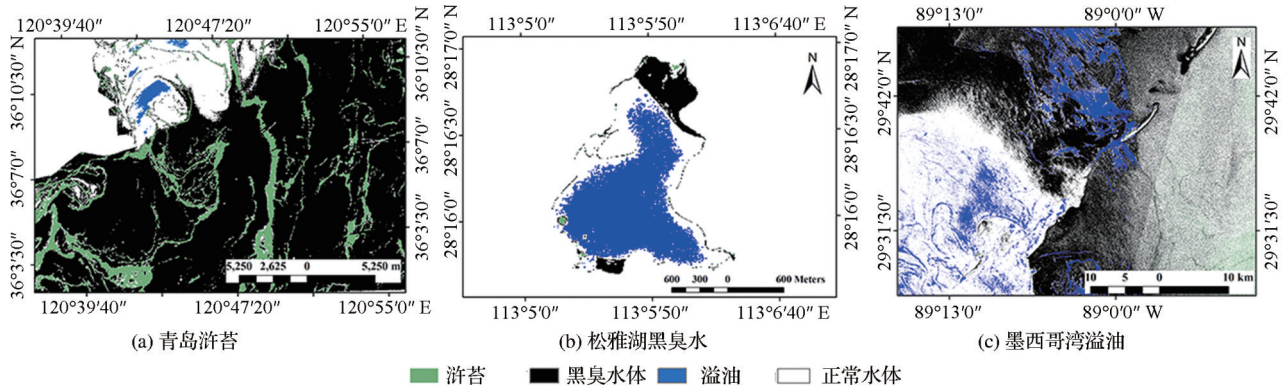 120°39′40″ 120°47′20″ 120°55′0″ E
36°10′30″ N
36°7′0″
36°3′30″
36°10′30″ N
36°7′0″
36°3′30″
5,250 2,625 0 5,250 m
120°39′40″ 120°47′20″ 120°55′0″ E
(a) 青岛浒苔
113°5′0″ 113°5′50″ 113°6′40″ E
28°17′0″ N
28°16′30″
28°16′0″
N
28°17′0″ N
28°16′30″
28°16′0″
600 300 0 600 Meters
113°5′0″ 113°5′50″ 113°6′40″ E
(b) 松雅湖黑臭水
89°13′0″ 89°0′0″ W
29°42′0″ N
29°31′30″
N
29°42′0″ N
29°31′30″
10 5 0 10 km
89°13′0″ 89°0′0″ W
(c) 墨西哥湾溢油
浒苔 黑臭水体 溢油 正常水体